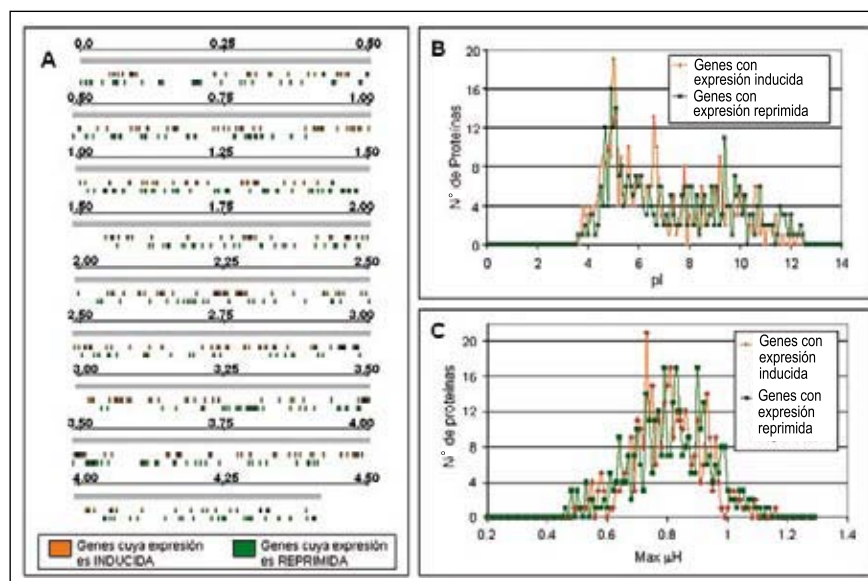 A
0,0 0,25 0,50
0,50 0,75 1,00
1,00 1,25 1,50
1,50 1,75 2,00
2,00 2,25 2,50
2,50 2,75 3,00
3,00 3,25 3,50
3,50 3,75 4,00
4,00 4,25 4,50
Genes cuya expresión
es INDUCIDA
Genes cuya expresión
es REPRIMIDA
B
N° de Proteínas
20
16
12
8
4
0
0 2 4 6 8 10 12 14
pI
Genes con
expresión inducida
Genes con
expresión reprimida
C
N° de proteinas
20
16
12
8
4
0
0.2 0.4 0.6 0.8 1 1.2 1.4
Max µH
Genes con
expresión
inducida
Genes con
expresión
reprimida